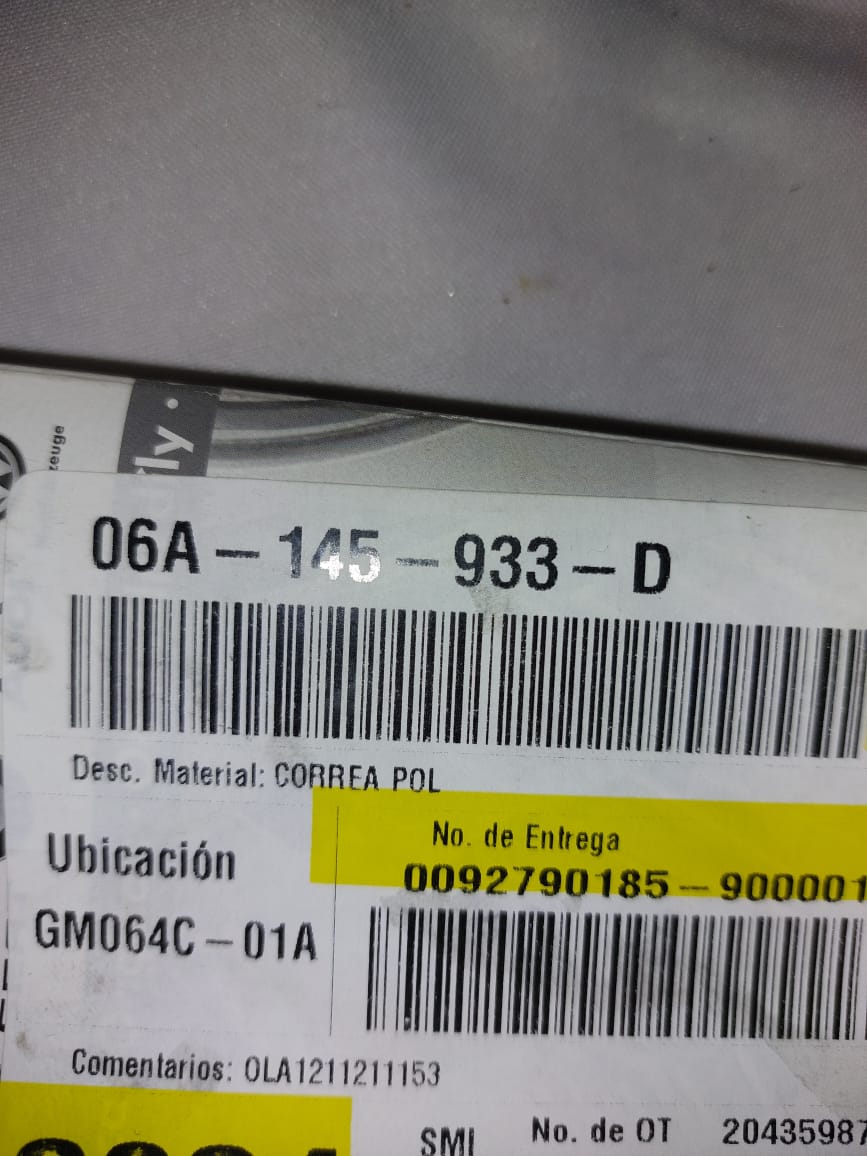 06A-145-933-D
Desc. Material: CORREA POL
No. de Entrega
Ubicación
0092790185-900001
GM064C-01A
Comentarios: OLA1211211153
SMI
No. de OT 20435987